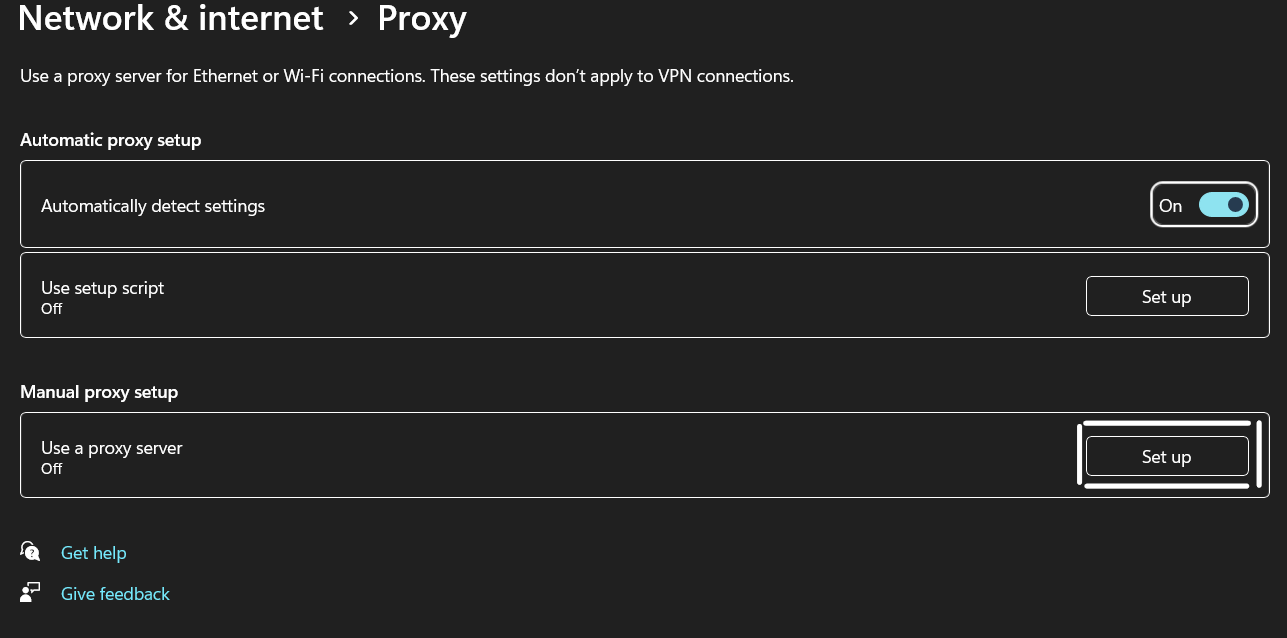 Network & internet > Proxy
Use a proxy server for Ethernet or Wi-Fi connections. These settings don’t apply to VPN connections.
Automatic proxy setup
Automatically detect settings On
Use setup script
Off
Set up
Manual proxy setup
Use a proxy server
Off
Set up
Get help
Give feedback